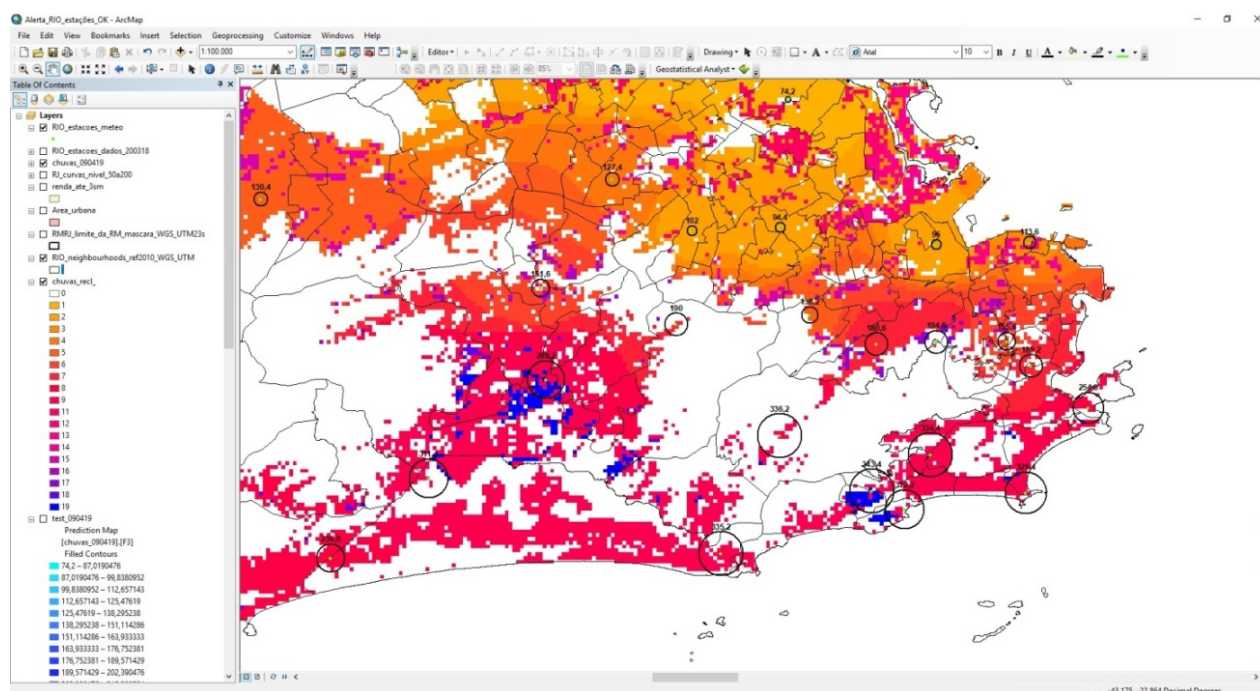 Alerta_RIO_estações_OK - ArcMap
File Edit View Bookmarks Insert Selection Geoprocessing Customize Windows Help
1:100.000 Editor Drawing Arial 10 B I U A
85% Geostatistical Analyst
Table Of Contents
Layers
RIO_estacoes_meteo
RIO_estacoes_dados_200318
chuvas_090419
RJ_curvas_nivel_50a200
renda_ate_3sm
Area_urbana
RMRJ_limite_da_RM_mascara_WGS_UTM23s
RIO_neighbourhoods_ref2010_WGS_UTM
chuvas_recl_
0
1
2
3
4
5
6
7
8
9
11
12
13
14
15
16
17
18
19
test_090419
Prediction Map
[chuvas_090419].[F3]
Filled Contours
74,2 – 87,0190476
87,0190476 – 99,8380952
99,8380952 – 112,657143
112,657143 – 125,47619
125,47619 – 138,295238
138,295238 – 151,114286
151,114286 – 163,933333
163,933333 – 176,752381
176,752381 – 189,571429
189,571429 – 202,390476
74,2
127,4
130,4
102
94,4
96
113,6
151,6
190
180,6
336,2
343,4
335,2